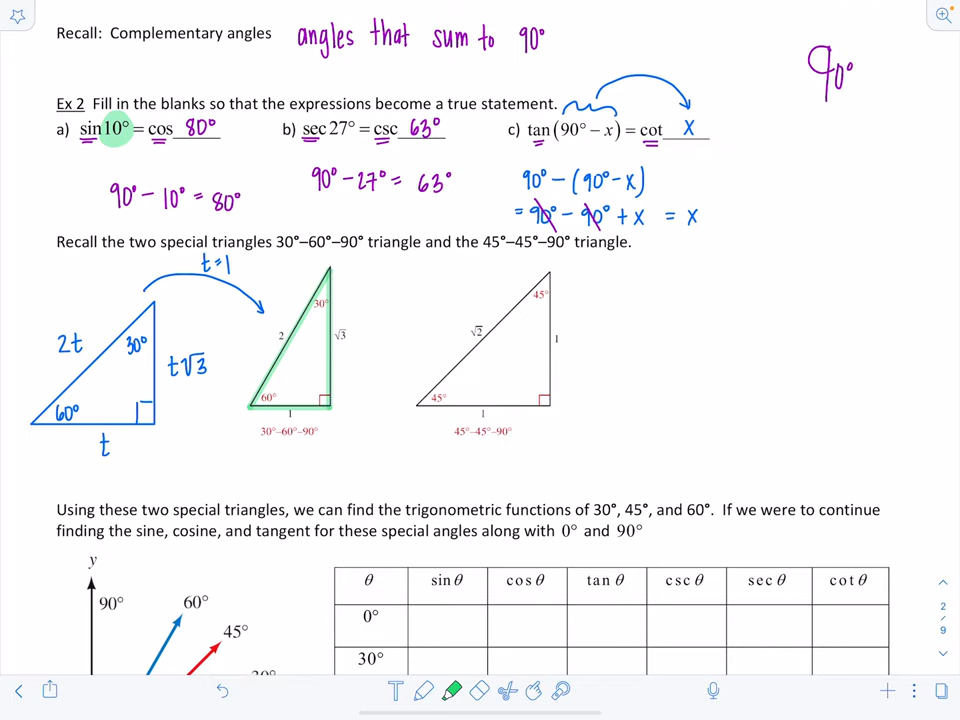 Recall: Complementary angles angles that sum to 90°
90°
Ex 2 Fill in the blanks so that the expressions become a true statement.
a) sin10° = cos 80° b) sec 27° = csc 63° c) tan(90° − x) = cot x
90° − 10° = 80° 90° − 27° = 63° 90° − (90° − x)
= 90° − 90° + x = x
Recall the two special triangles 30°–60°–90° triangle and the 45°–45°–90° triangle.
t=1
2t 30° t√3 60° t
30° 2 √3 60° 1
30°–60°–90°
45° √2 1 45° 1
45°–45°–90°
Using these two special triangles, we can find the trigonometric functions of 30°, 45°, and 60°. If we were to continue
finding the sine, cosine, and tangent for these special angles along with 0° and 90°
y
90° 60°
45°
θ sin θ cos θ tan θ csc θ sec θ cot θ
0°
30°
2
/
9
T